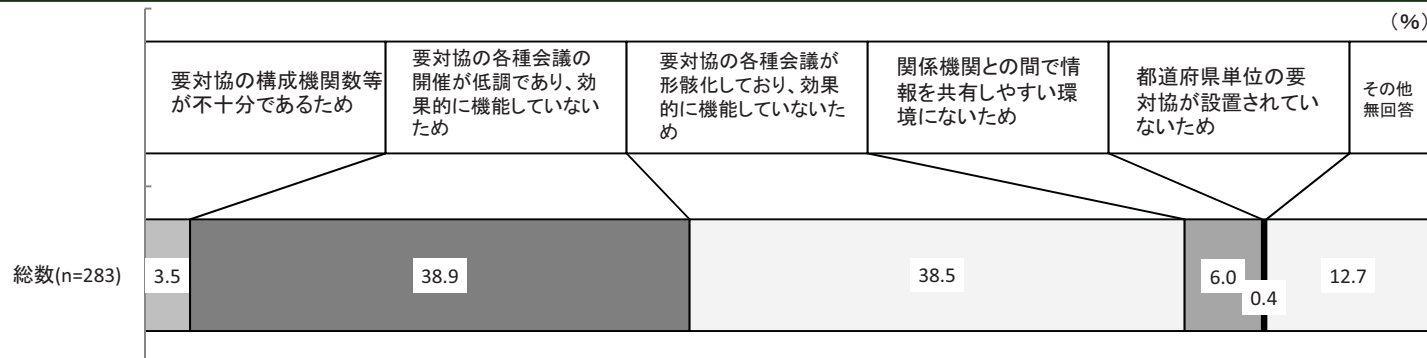 （%）
要対協の構成機関数等
が不十分であるため
要対協の各種会議の
開催が低調であり、効
果的に機能していない
ため
要対協の各種会議が
形骸化しており、効果
的に機能していないた
め
関係機関との間で情
報を共有しやすい環
境にないため
都道府県単位の要
対協が設置されてい
ないため
その他
無回答
総数(n=283)
3.5
38.9
38.5
6.0
0.4
12.7